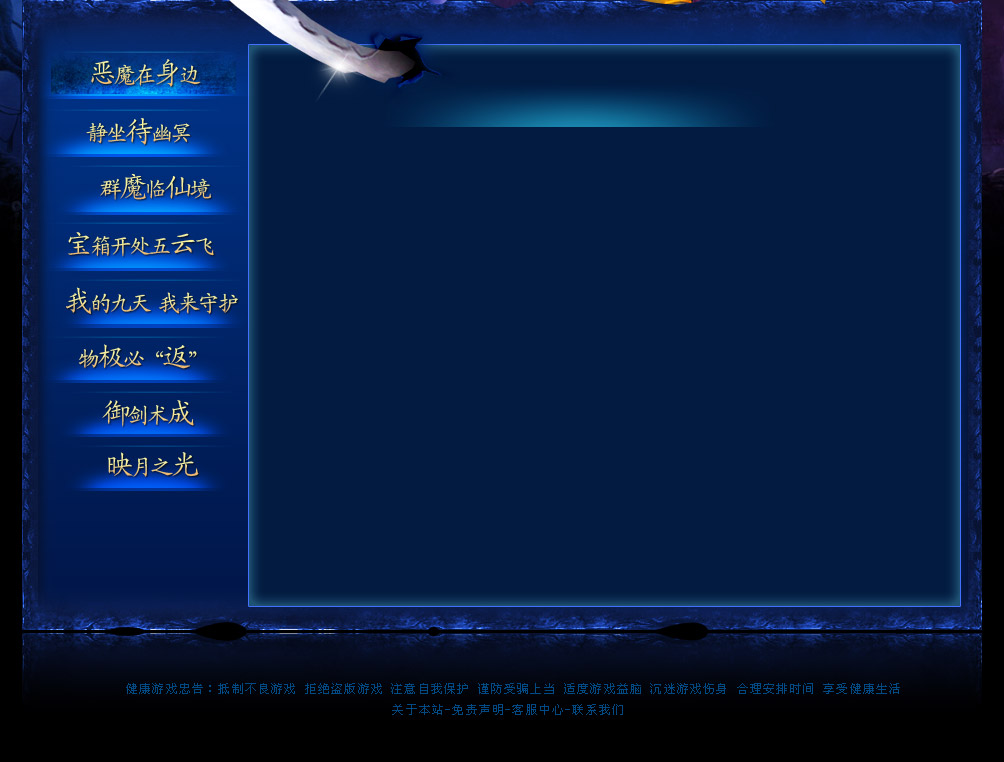 恶魔在身边
静坐待幽冥
群魔临仙境
宝箱开处五云飞
我的九天 我来守护
物极必“返”
御剑术成
映月之光
健康游戏忠告：抵制不良游戏 拒绝盗版游戏 注意自我保护 谨防受骗上当 适度游戏益脑 沉迷游戏伤身 合理安排时间 享受健康生活
关于本站-免责声明-客服中心-联系我们